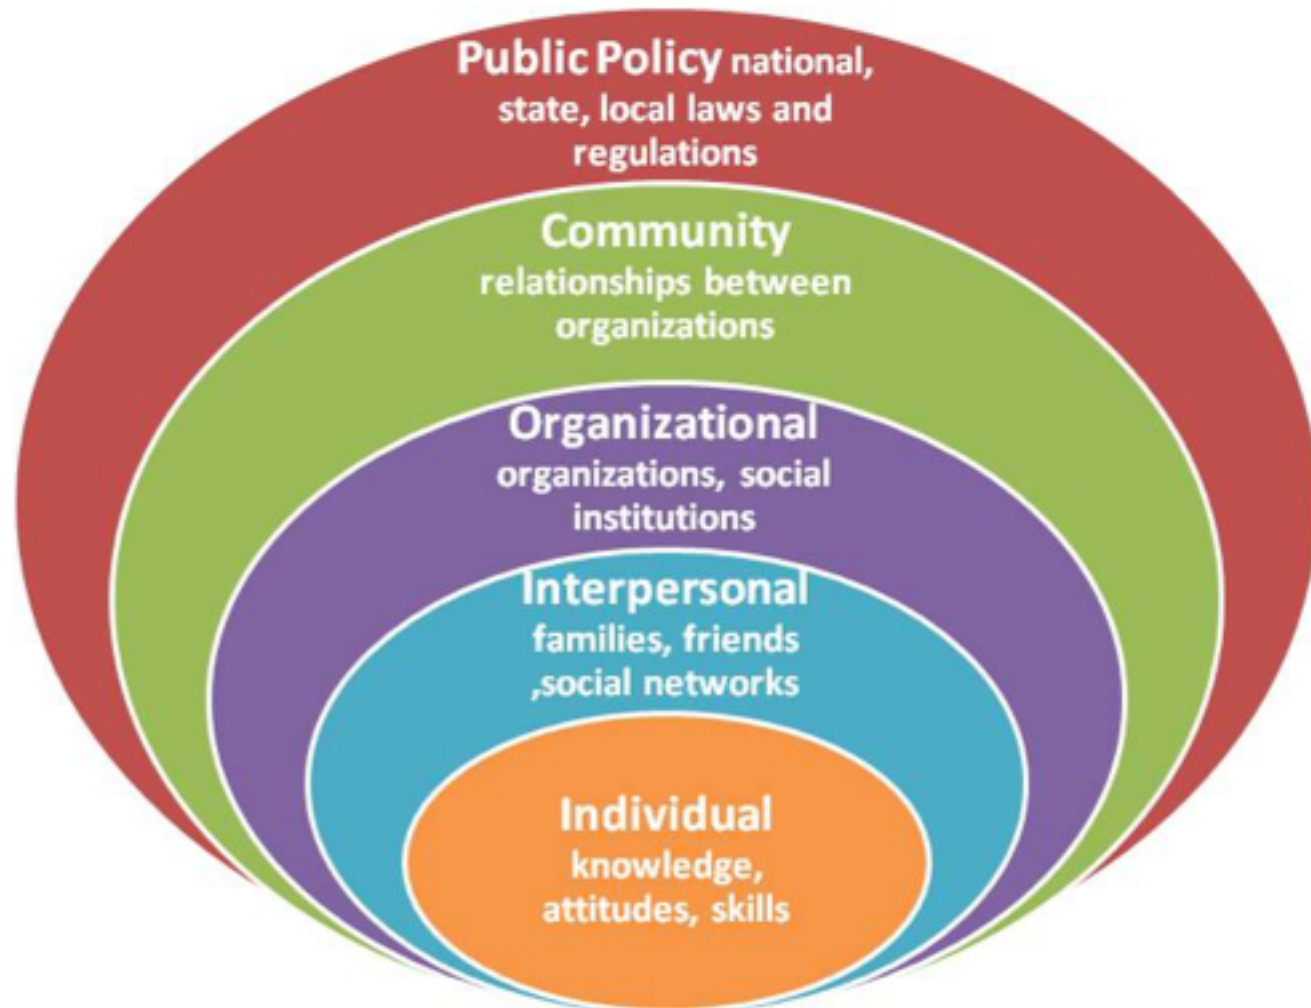 Public Policy national,
state, local laws and
regulations
Community
relationships between
organizations
Organizational
organizations, social
institutions
Interpersonal
families, friends
,social networks
Individual
knowledge,
attitudes, skills